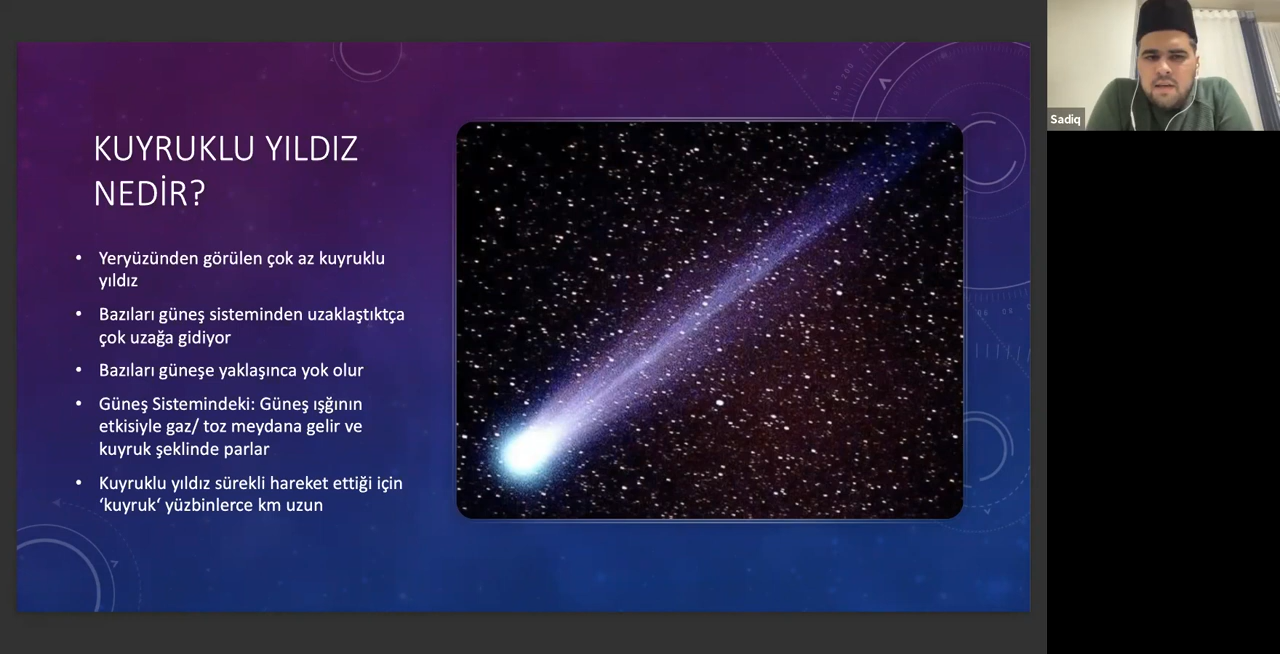 KUYRUKLU YILDIZ
NEDİR?
• Yeryüzünden görülen çok az kuyruklu
yıldız
• Bazıları güneş sisteminden uzaklaştıktça
çok uzağa gidiyor
• Bazıları güneşe yaklaşınca yok olur
• Güneş Sistemindeki: Güneş ışğının
etkisiyle gaz/ toz meydana gelir ve
kuyruk şeklinde parlar
• Kuyruklu yıldız sürekli hareket ettiği için
‘kuyruk‘ yüzbinlerce km uzun
Sadiq